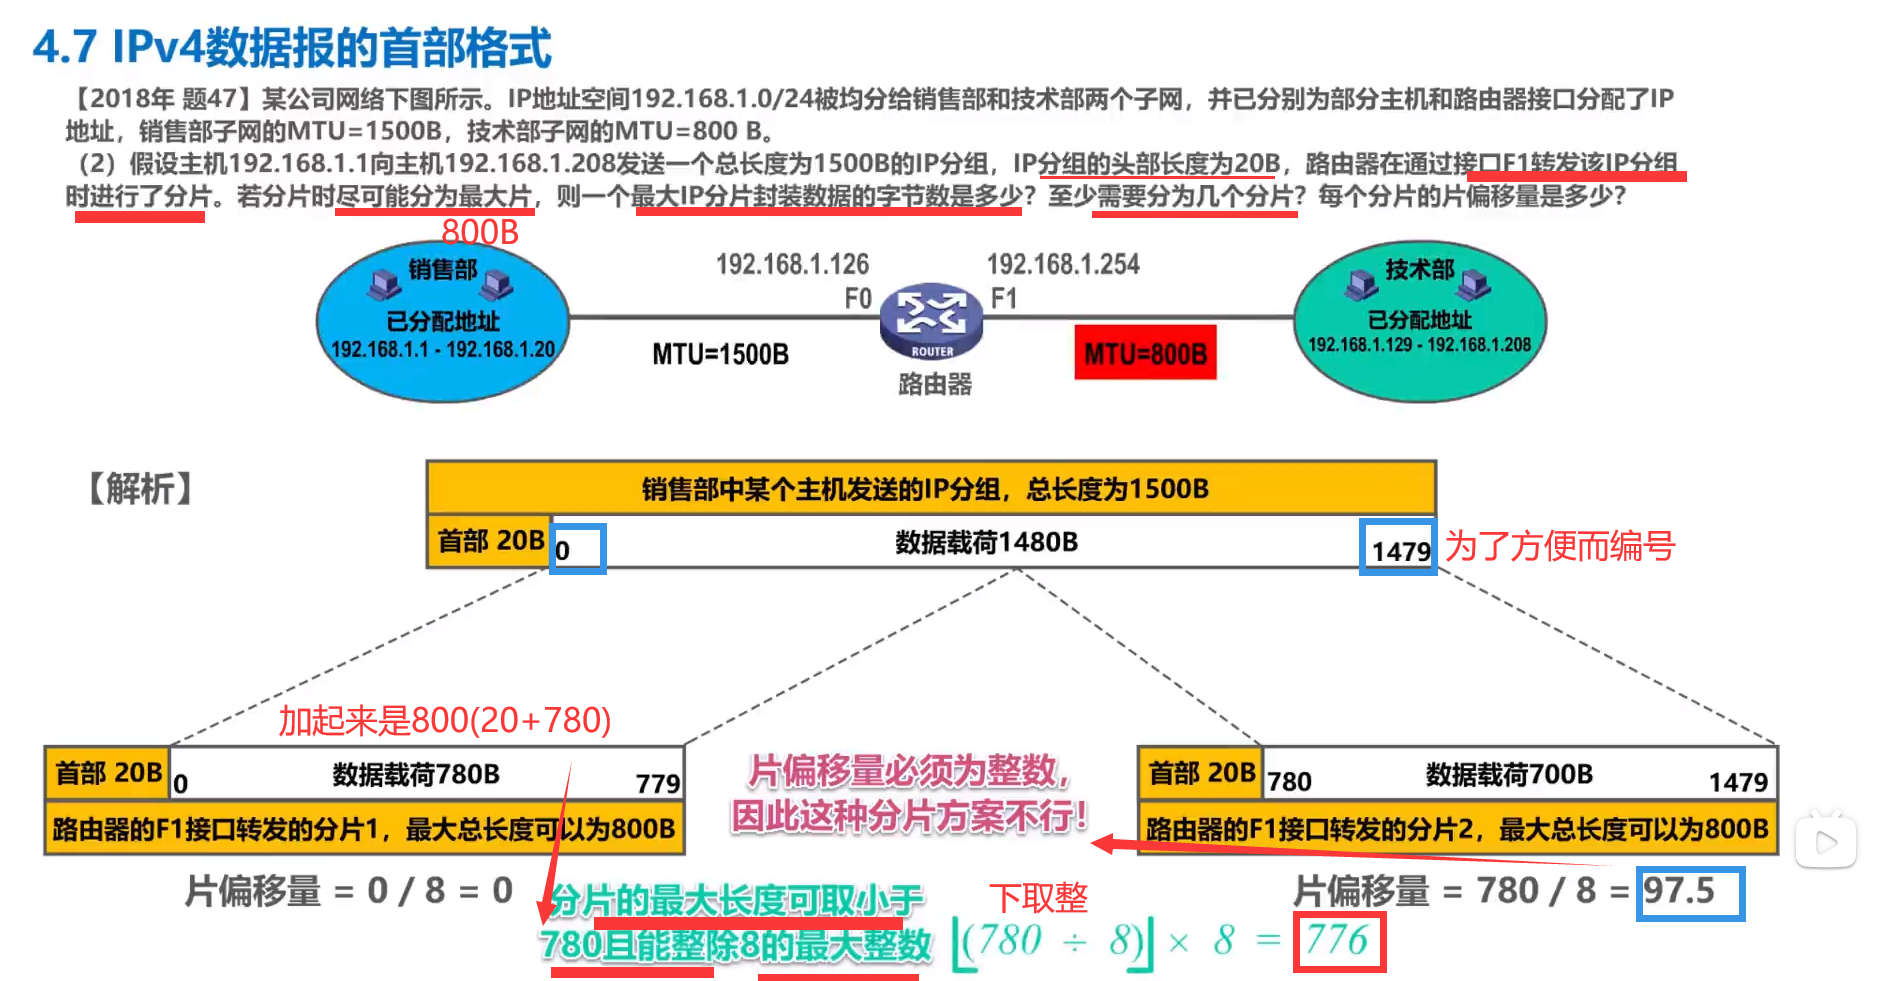 4.7 IPv4数据报的首部格式
【2018年 题47】某公司网络下图所示。IP地址空间192.168.1.0/24被均分给销售部和技术部两个子网，并已分别为部分主机和路由器接口分配了IP
地址，销售部子网的MTU=1500B，技术部子网的MTU=800 B。
（2）假设主机192.168.1.1向主机192.168.1.208发送一个总长度为1500B的IP分组，IP分组的头部长度为20B，路由器在通过接口F1转发该IP分组
时进行了分片。若分片时尽可能分为最大片，则一个最大IP分片封装数据的字节数是多少？至少需要分为几个分片？每个分片的片偏移量是多少？
800B
销售部
已分配地址
192.168.1.1 - 192.168.1.20
192.168.1.126
F0
MTU=1500B
ROUTER
路由器
192.168.1.254
F1
MTU=800B
技术部
已分配地址
192.168.1.129 - 192.168.1.208
【解析】
销售部中某个主机发送的IP分组，总长度为1500B
首部 20B 0 数据载荷1480B 1479
为了方便而编号
加起来是800(20+780)
首部 20B 0 数据载荷780B 779
路由器的F1接口转发的分片1，最大总长度可以为800B
片偏移量 = 0 / 8 = 0
片偏移量必须为整数，
因此这种分片方案不行！
首部 20B 780 数据载荷700B 1479
路由器的F1接口转发的分片2，最大总长度可以为800B
片偏移量 = 780 / 8 = 97.5
分片的最大长度可取小于
780且能整除8的最大整数
下取整
⌊(780 ÷ 8)⌋ × 8 = 776